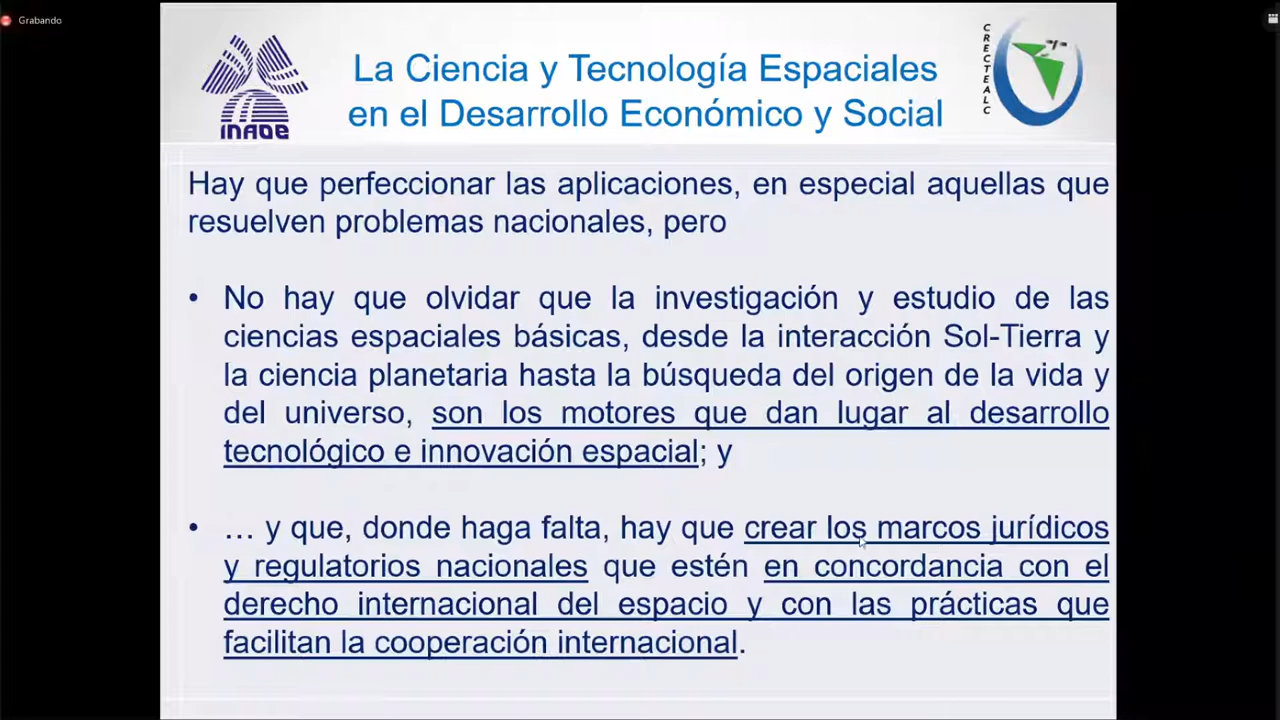 Grabando
La Ciencia y Tecnología Espaciales
en el Desarrollo Económico y Social
INAOE
CRECTEALC
Hay que perfeccionar las aplicaciones, en especial aquellas que
resuelven problemas nacionales, pero
• No hay que olvidar que la investigación y estudio de las
ciencias espaciales básicas, desde la interacción Sol-Tierra y
la ciencia planetaria hasta la búsqueda del origen de la vida y
del universo, son los motores que dan lugar al desarrollo
tecnológico e innovación espacial; y
• … y que, donde haga falta, hay que crear los marcos jurídicos
y regulatorios nacionales que estén en concordancia con el
derecho internacional del espacio y con las prácticas que
facilitan la cooperación internacional.